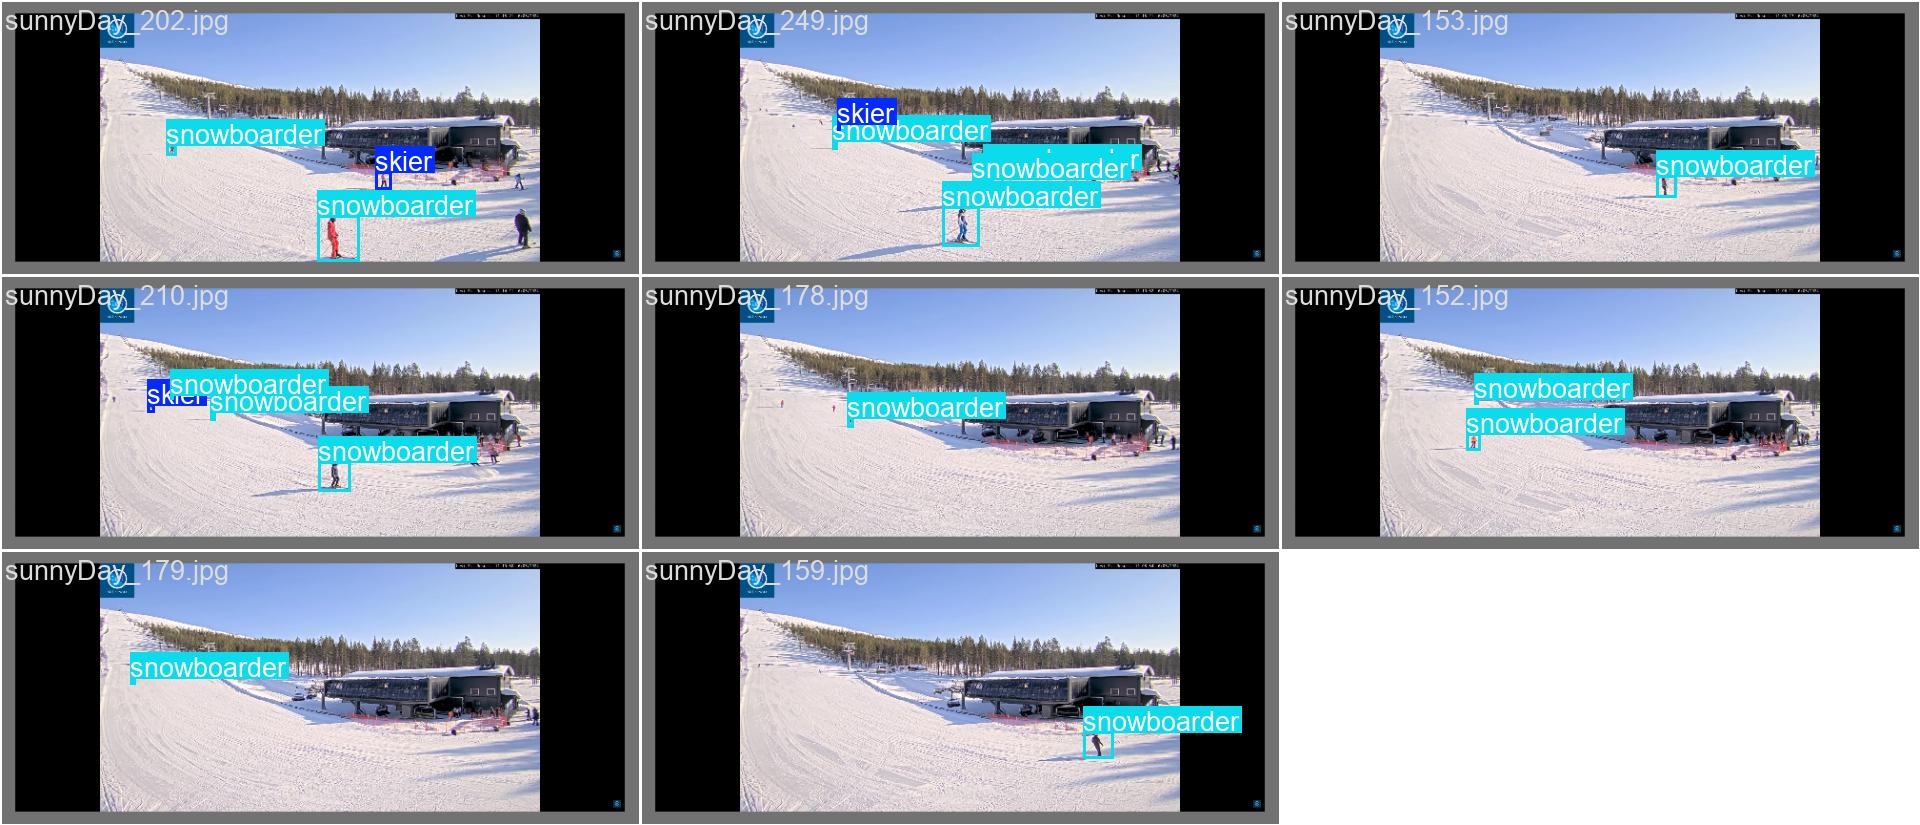 sunnyDay_202.jpg
snowboarder
skier
snowboarder
sunnyDay_249.jpg
skier
snowboarder
snowboarder
snowboarder
sunnyDay_153.jpg
snowboarder
sunnyDay_210.jpg
snowboarder
skier
snowboarder
snowboarder
sunnyDay_178.jpg
snowboarder
sunnyDay_152.jpg
snowboarder
snowboarder
sunnyDay_179.jpg
snowboarder
sunnyDay_159.jpg
snowboarder